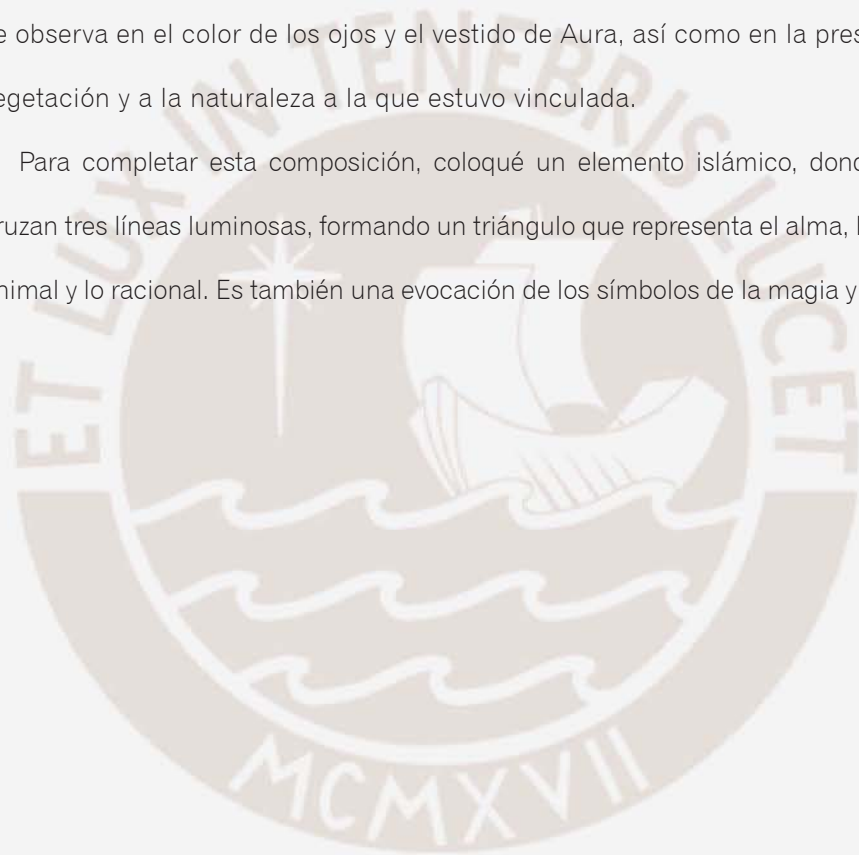 e observa en el color de los ojos y el vestido de Aura, así como en la pres
egetación y a la naturaleza a la que estuvo vinculada.
Para completar esta composición, coloqué un elemento islámico, dond
ruzan tres líneas luminosas, formando un triángulo que representa el alma, l
nimal y lo racional. Es también una evocación de los símbolos de la magia y
ET LUX IN TENEBRIS LUCET
MCMXVII